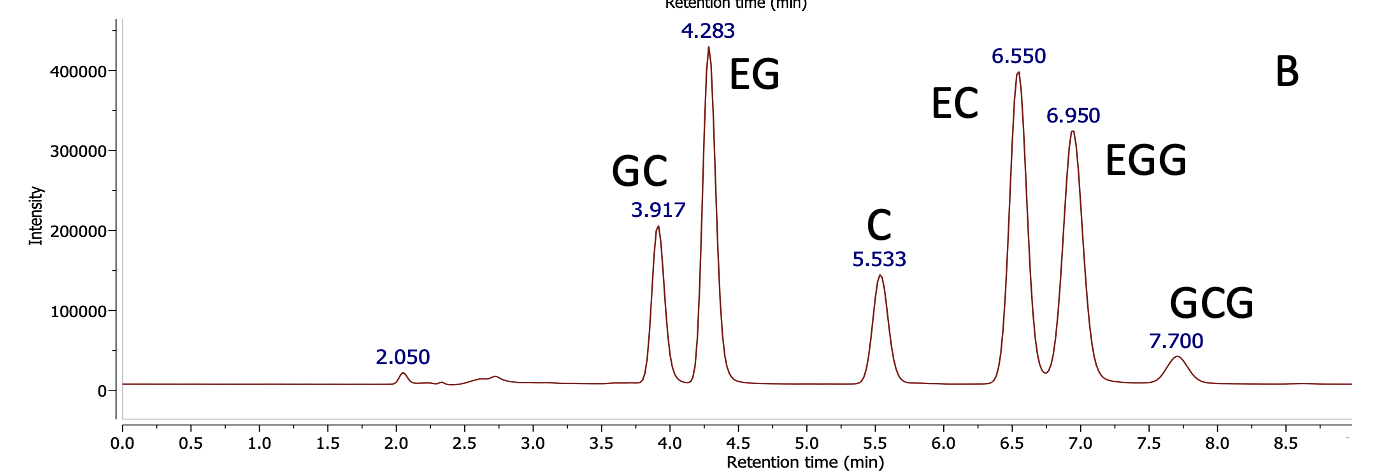 Retention time (min)
4.283
EG
6.550
B
EC
6.950
EGG
GC
3.917
C
5.533
GCG
7.700
2.050
Intensity
400000
300000
200000
100000
0
0.0 0.5 1.0 1.5 2.0 2.5 3.0 3.5 4.0 4.5 5.0 5.5 6.0 6.5 7.0 7.5 8.0 8.5
Retention time (min)